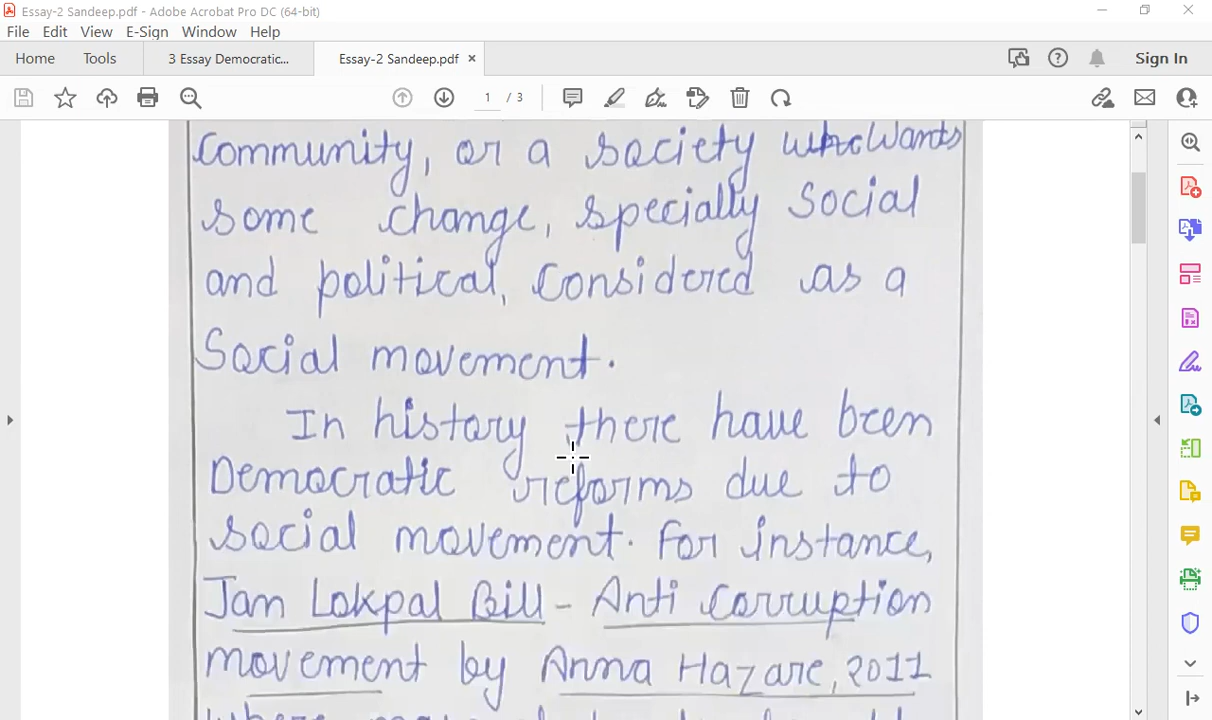 Essay-2 Sandeep.pdf - Adobe Acrobat Pro DC (64-bit)
File Edit View E-Sign Window Help
Home Tools 3 Essay Democratic... Essay-2 Sandeep.pdf ×
Sign In
1 / 3
Community, or a society who wants
some change, specially Social
and political, Considered as a
Social movement.
In history there have been
Democratic reforms due to
social movement. For instance,
Jan Lokpal Bill - Anti Corruption
movement by Anna Hazare, 2011